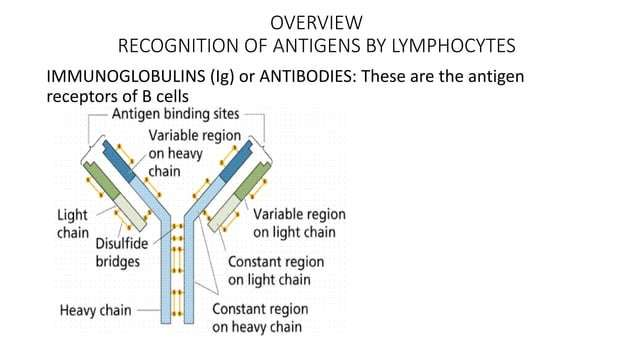 OVERVIEW
RECOGNITION OF ANTIGENS BY LYMPHOCYTES
IMMUNOGLOBULINS (Ig) or ANTIBODIES: These are the antigen
receptors of B cells
Antigen binding sites
Variable region
on heavy
chain
Light
chain
Disulfide
bridges
Variable region
on light chain
Constant region
on light chain
Heavy chain
Constant region
on heavy chain